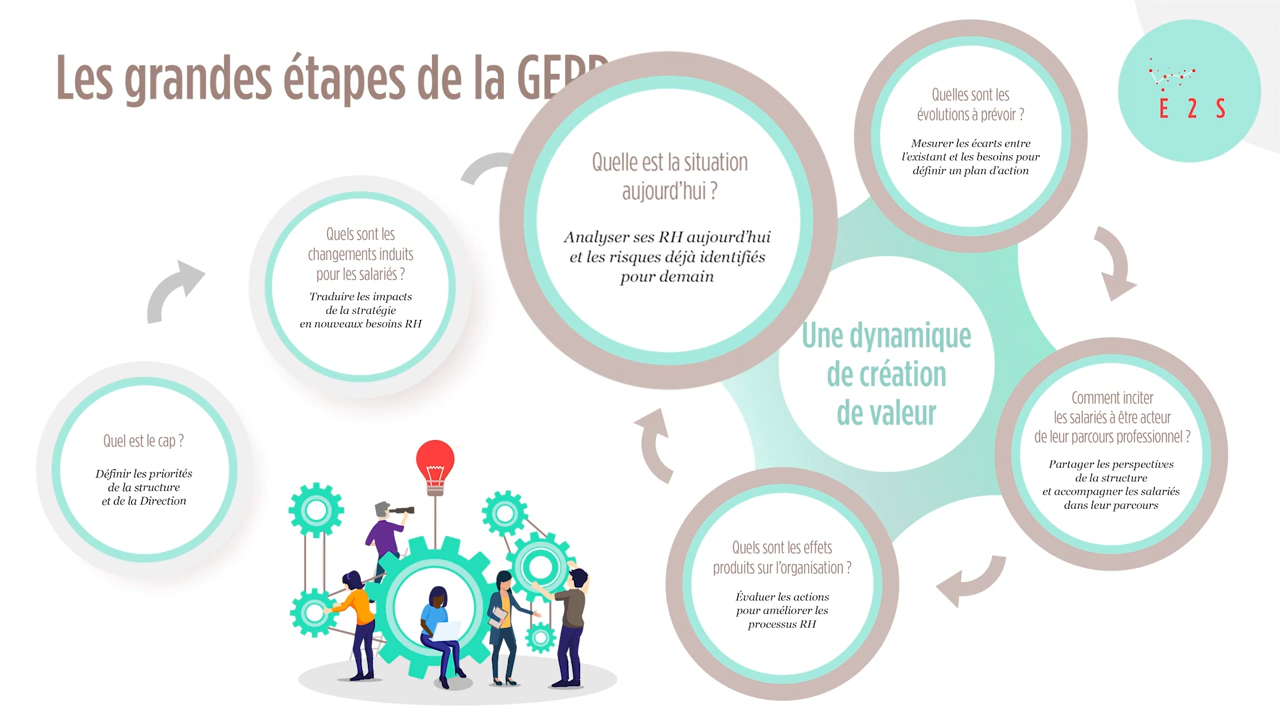 Les grandes étapes de la GEPP
E 2 S
Quel est le cap ?
Définir les priorités
de la structure
et de la Direction
Quels sont les
changements induits
pour les salariés ?
Traduire les impacts
de la stratégie
en nouveaux besoins RH
Quelle est la situation
aujourd’hui ?
Analyser ses RH aujourd’hui
et les risques déjà identifiés
pour demain
Quelles sont les
évolutions à prévoir ?
Mesurer les écarts entre
l’existant et les besoins pour
définir un plan d’action
Comment inciter
les salariés à être acteur
de leur parcours professionnel ?
Partager les perspectives
de la structure
et accompagner les salariés
dans leur parcours
Quels sont les effets
produits sur l’organisation ?
Évaluer les actions
pour améliorer les
processus RH
Une dynamique
de création
de valeur